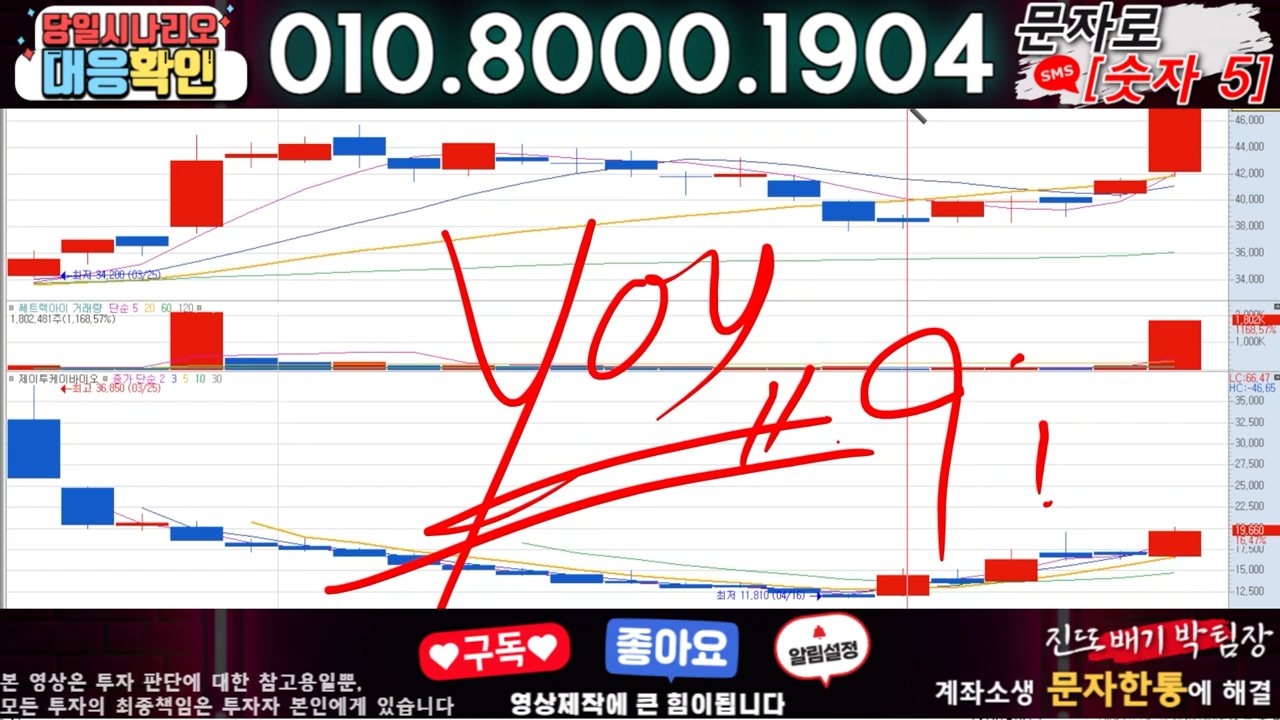 당일시나리오
대응확인
010.8000.1904
문자로
SMS
[숫자 5]
46,000
44,000
42,000
40,000
38,000
36,000
34,000
최저 34,200 (03/25)
세트렉아이 거래량 단순 5 20 60 120
1,802,481주(1,168,57%)
1,802K
1168,57%
1,000K
제이투케이바이오 종가 단순 2 3 5 10 30
최고 36,850 (03/25)
LC:66,47
HC:-46,65
35,000
32,500
30,000
27,500
25,000
22,500
19,660
16,47%
17,500
15,000
12,500
최저 11,810 (04/16)
구독
좋아요
알림설정
진또배기 박팀장
본 영상은 투자 판단에 대한 참고용일뿐,
모든 투자의 최종책임은 투자자 본인에게 있습니다
영상제작에 큰 힘이됩니다
계좌소생 문자한통에 해결